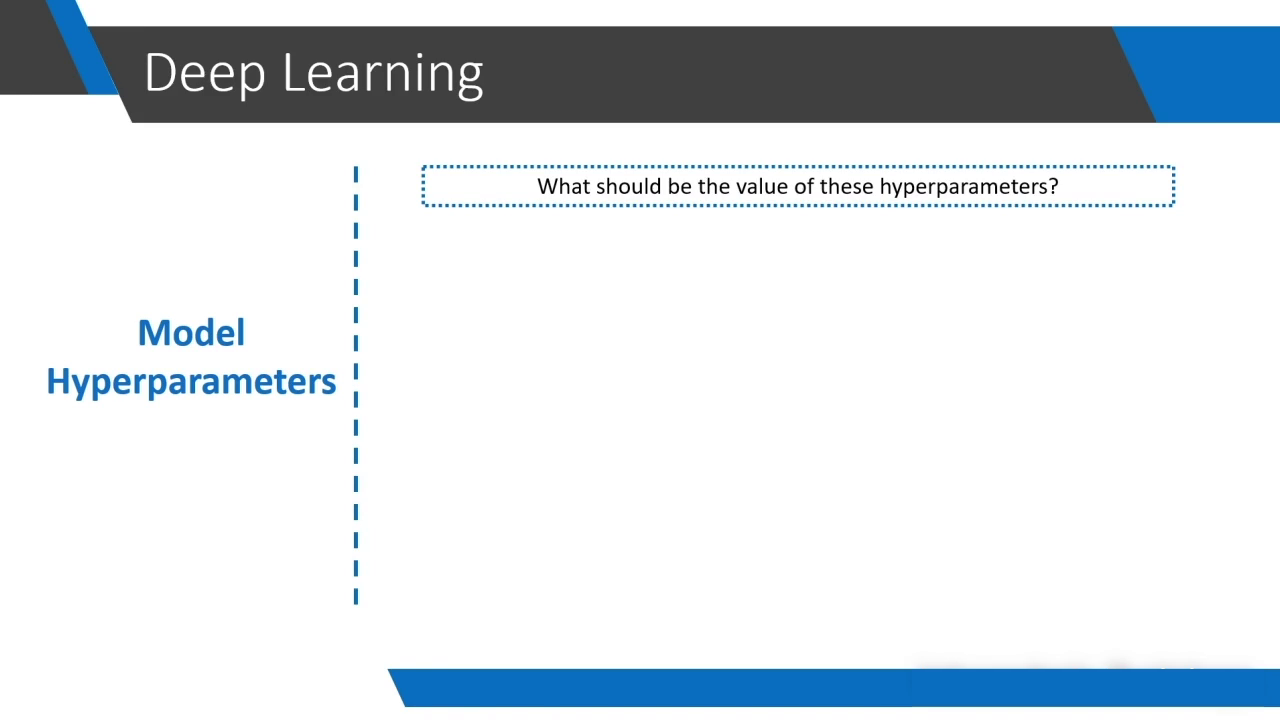 Deep Learning
What should be the value of these hyperparameters?
Model
Hyperparameters